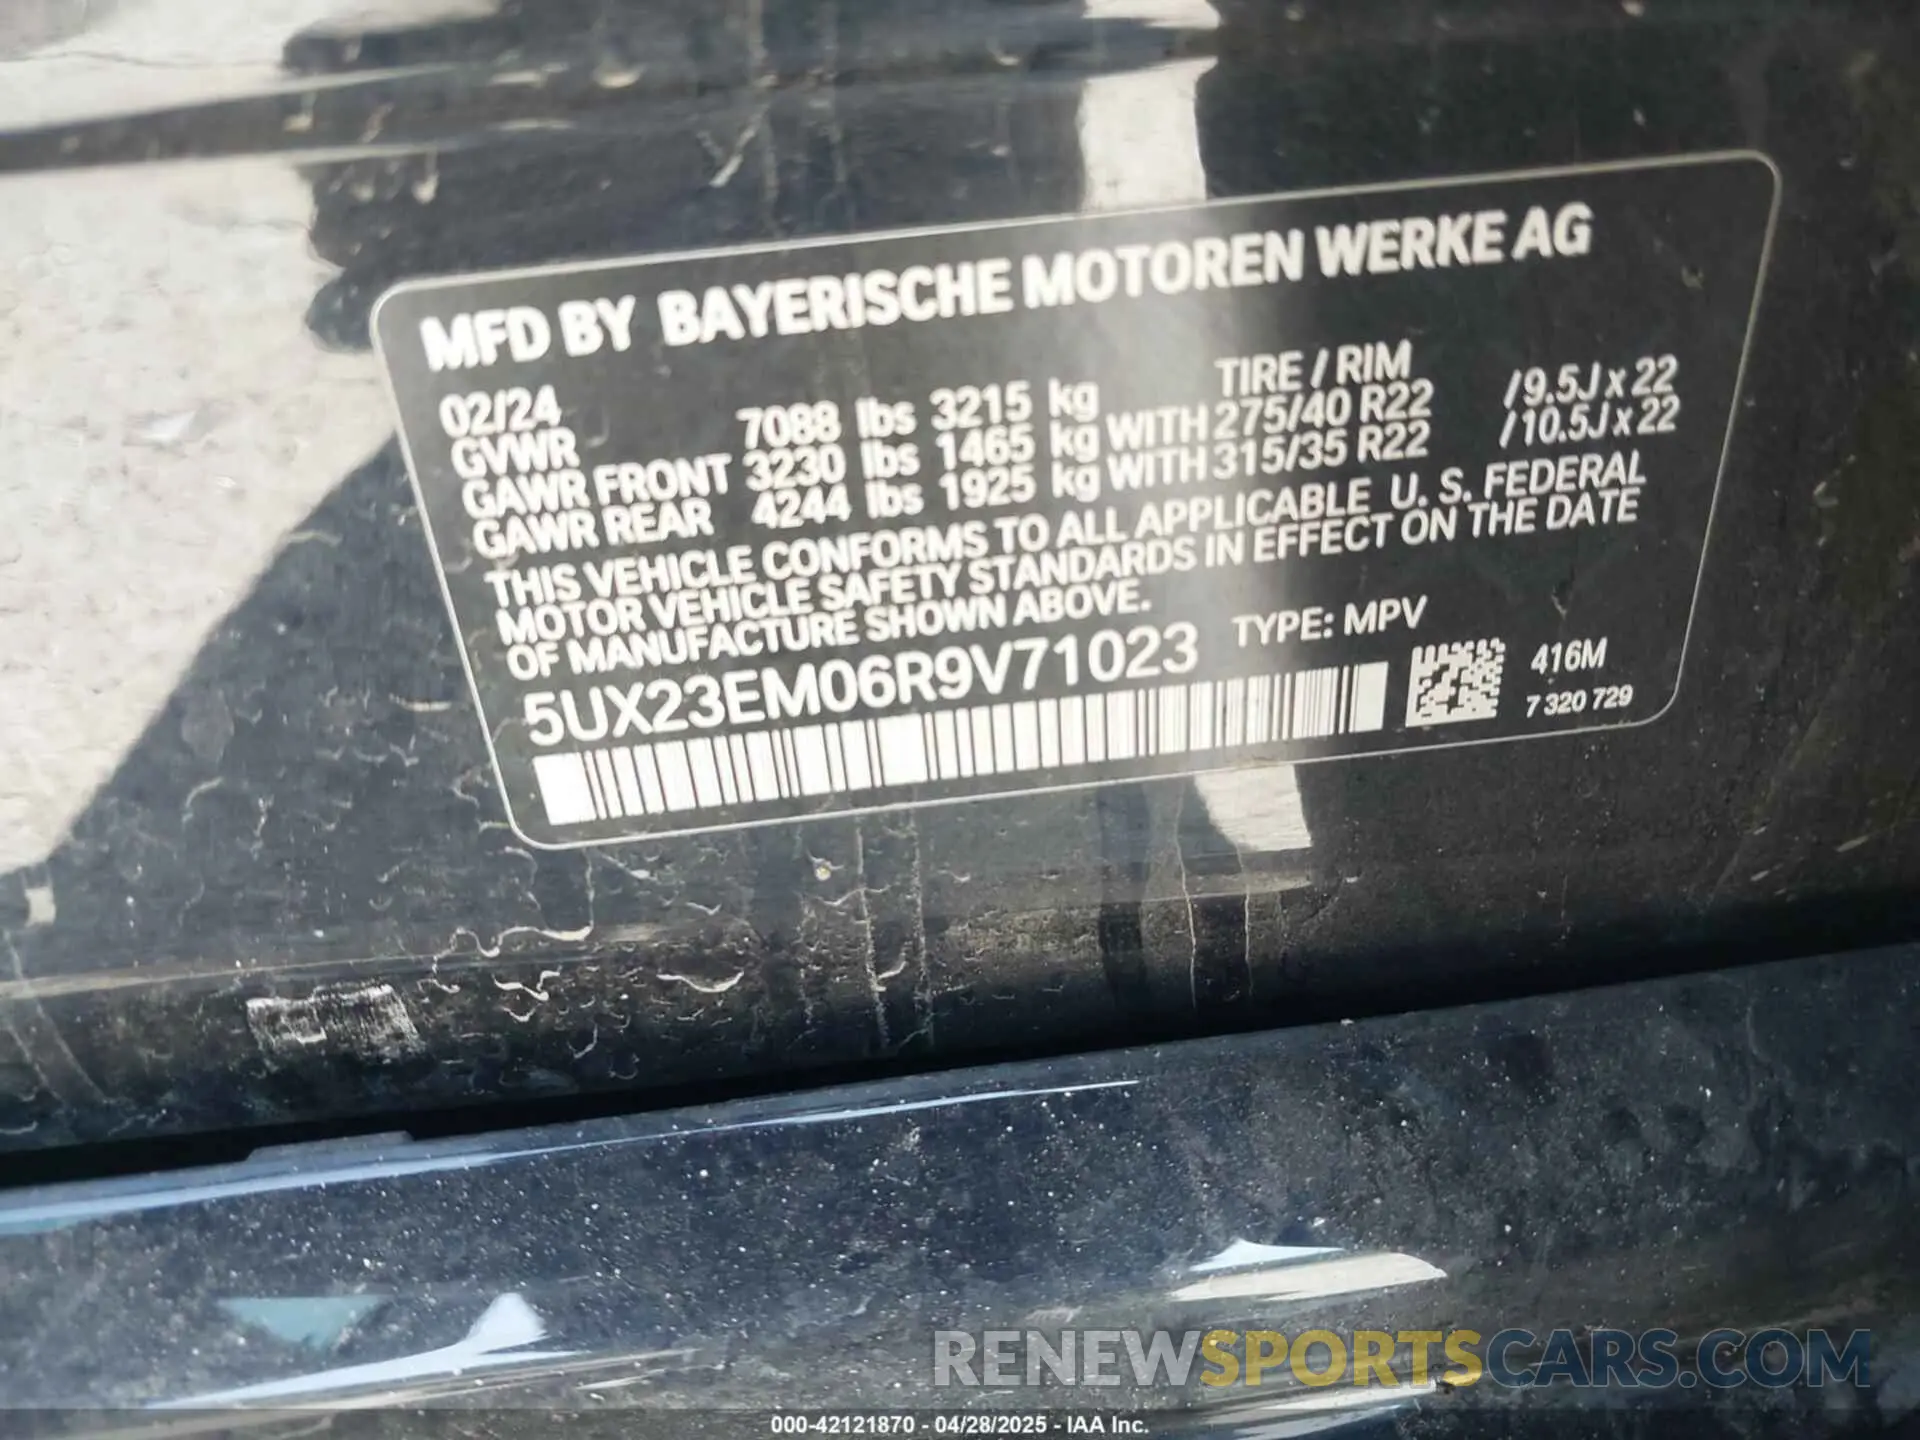 MFD BY BAYERISCHE MOTOREN WERKE AG
02/24 TIRE / RIM
GVWR 7088 lbs 3215 kg
GAWR FRONT 3230 lbs 1465 kg WITH 275/40 R22 /9.5J x 22
GAWR REAR 4244 lbs 1925 kg WITH 315/35 R22 /10.5J x 22
THIS VEHICLE CONFORMS TO ALL APPLICABLE U. S. FEDERAL
MOTOR VEHICLE SAFETY STANDARDS IN EFFECT ON THE DATE
OF MANUFACTURE SHOWN ABOVE.
5UX23EM06R9V71023 TYPE: MPV
416M
7 320 729
RENEWSPORTSCARS.COM
000-42121870 - 04/28/2025 - IAA Inc.